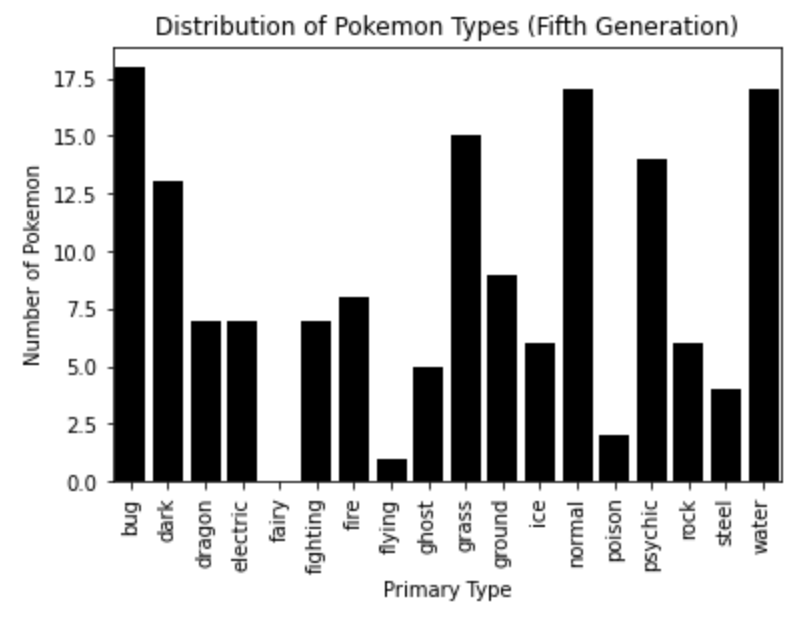 Distribution of Pokemon Types (Fifth Generation)
Number of Pokemon
17.5
15.0
12.5
10.0
7.5
5.0
2.5
0.0
bug
dark
dragon
electric
fairy
fighting
fire
flying
ghost
grass
ground
ice
normal
poison
psychic
rock
steel
water
Primary Type